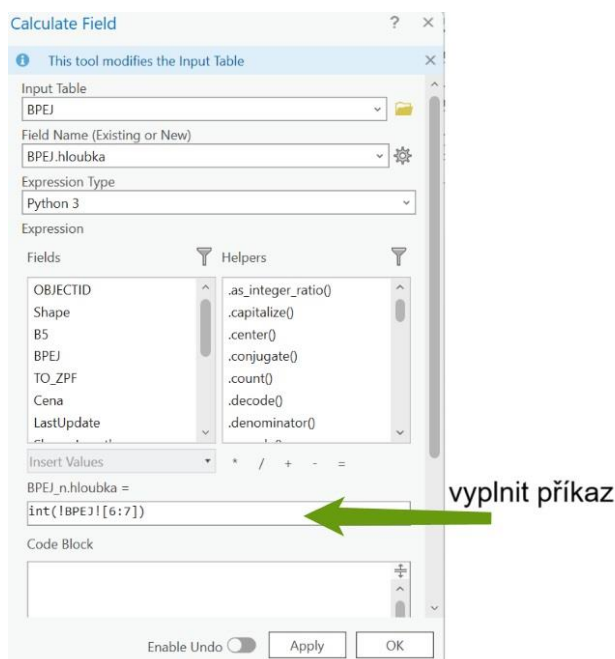 Calculate Field ? ×
This tool modifies the Input Table ×
Input Table
BPEJ
Field Name (Existing or New)
BPEJ.hloubka
Expression Type
Python 3
Expression
Fields Helpers
OBJECTID .as_integer_ratio()
Shape .capitalize()
B5 .center()
BPEJ .conjugate()
TO_ZPF .count()
Cena .decode()
LastUpdate .denominator()
Insert Values * / + - =
BPEJ_n.hloubka =
int(!BPEJ![6:7])
vyplnit příkaz
Code Block
Enable Undo Apply OK